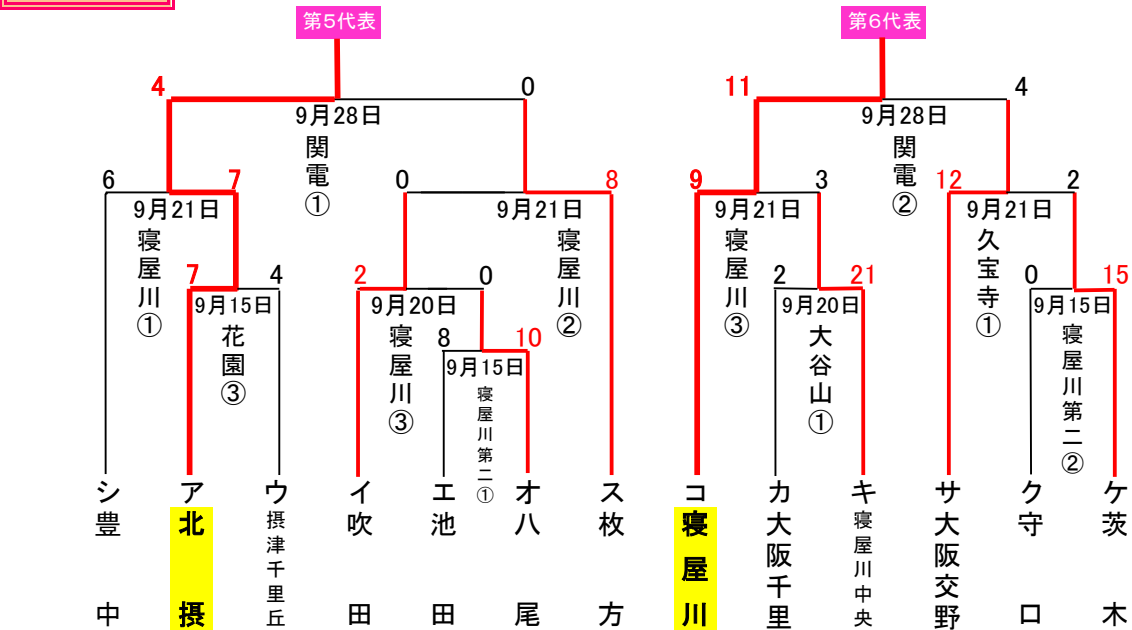 第5代表
第6代表
4
0
11
4
9月28日
9月28日
関電①
関電②
6
7
0
8
9
3
12
2
9月21日
9月21日
9月21日
9月21日
寝屋川①
寝屋川②
寝屋川③
久宝寺①
7
4
2
0
2
21
0
15
9月15日
9月20日
9月20日
9月15日
花園③
寝屋川③
大谷山①
寝屋川第二②
8
10
9月15日
寝屋川第二①
シ豊中
ア北摂
ウ摂津千里丘
イ吹田
エ池田
オ八尾
ス枚方
コ寝屋川
カ大阪千里
キ寝屋川中央
サ大阪交野
ク守口
ケ茨木